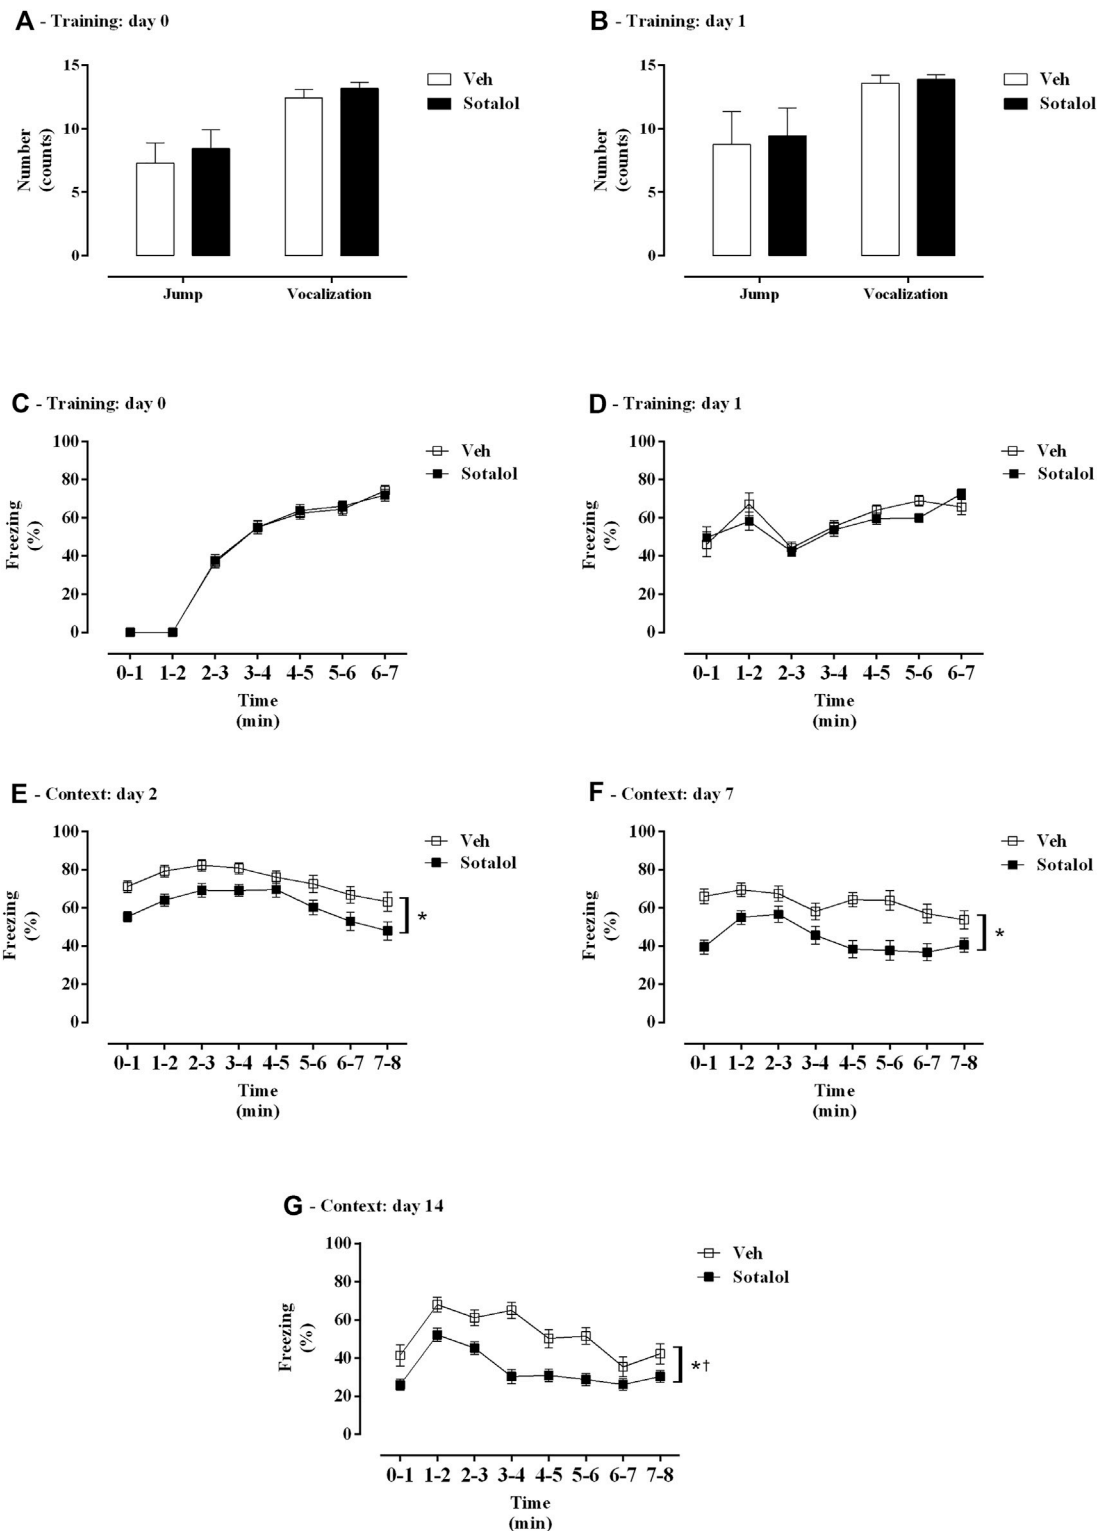 A - Training: day 0
15
10
5
0
Number
(counts)
Veh
Sotalol
Jump
Vocalization
B - Training: day 1
15
10
5
0
Number
(counts)
Veh
Sotalol
Jump
Vocalization
C - Training: day 0
100
80
60
40
20
0
Freezing
(%)
Veh
Sotalol
0-1 1-2 2-3 3-4 4-5 5-6 6-7
Time
(min)
D - Training: day 1
100
80
60
40
20
0
Freezing
(%)
Veh
Sotalol
0-1 1-2 2-3 3-4 4-5 5-6 6-7
Time
(min)
E - Context: day 2
100
80
60
40
20
0
Freezing
(%)
Veh
Sotalol
*
0-1 1-2 2-3 3-4 4-5 5-6 6-7 7-8
Time
(min)
F - Context: day 7
100
80
60
40
20
0
Freezing
(%)
Veh
Sotalol
*
0-1 1-2 2-3 3-4 4-5 5-6 6-7 7-8
Time
(min)
G - Context: day 14
100
80
60
40
20
0
Freezing
(%)
Veh
Sotalol
*†
0-1 1-2 2-3 3-4 4-5 5-6 6-7 7-8
Time
(min)